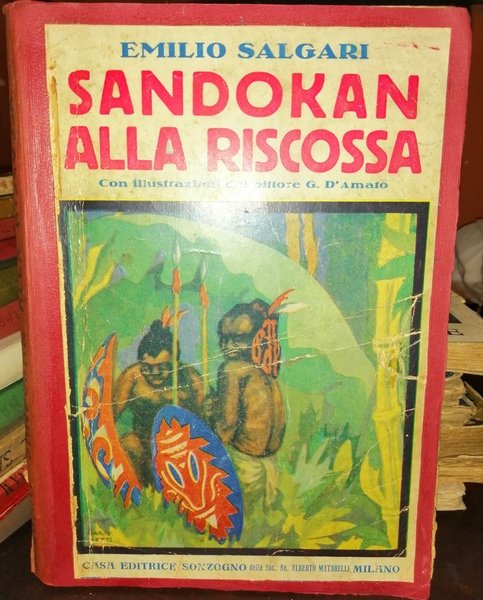 EMILIO SALGARI
SANDOKAN
ALLA RISCOSSA
Con illustrazioni del pittore G. D'Amato
CASA EDITRICE SONZOGNO della Soc. An. ALBERTO MATARELLI MILANO